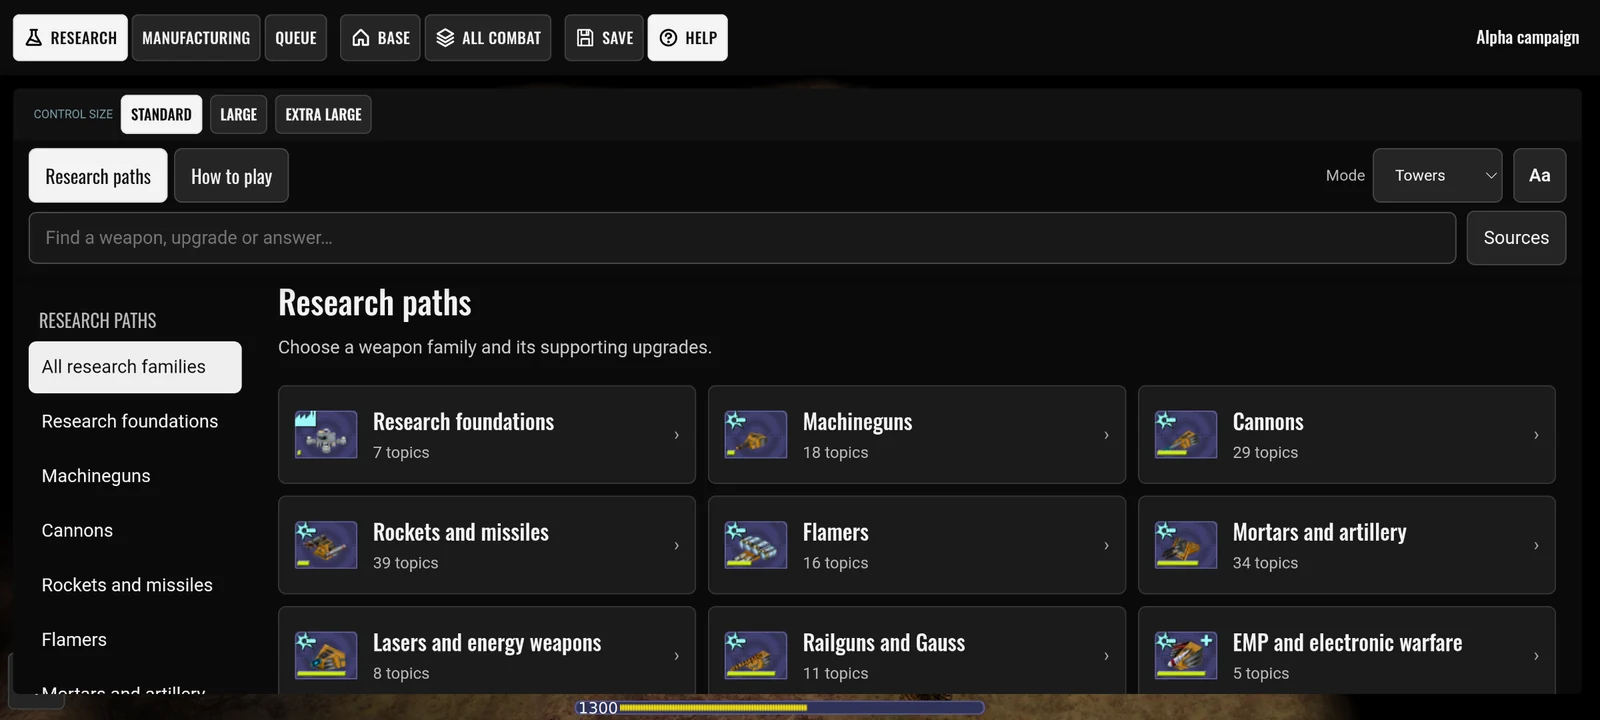 RESEARCH MANUFACTURING QUEUE BASE ALL COMBAT SAVE HELP Alpha campaign
CONTROL SIZE STANDARD LARGE EXTRA LARGE
Research paths How to play Mode Towers Aa
Find a weapon, upgrade or answer... Sources
RESEARCH PATHS
All research families
Research foundations
Machineguns
Cannons
Rockets and missiles
Flamers
Mortars and artillery
Research paths
Choose a weapon family and its supporting upgrades.
Research foundations
7 topics
Machineguns
18 topics
Cannons
29 topics
Rockets and missiles
39 topics
Flamers
16 topics
Mortars and artillery
34 topics
Lasers and energy weapons
8 topics
Railguns and Gauss
11 topics
EMP and electronic warfare
5 topics
1300